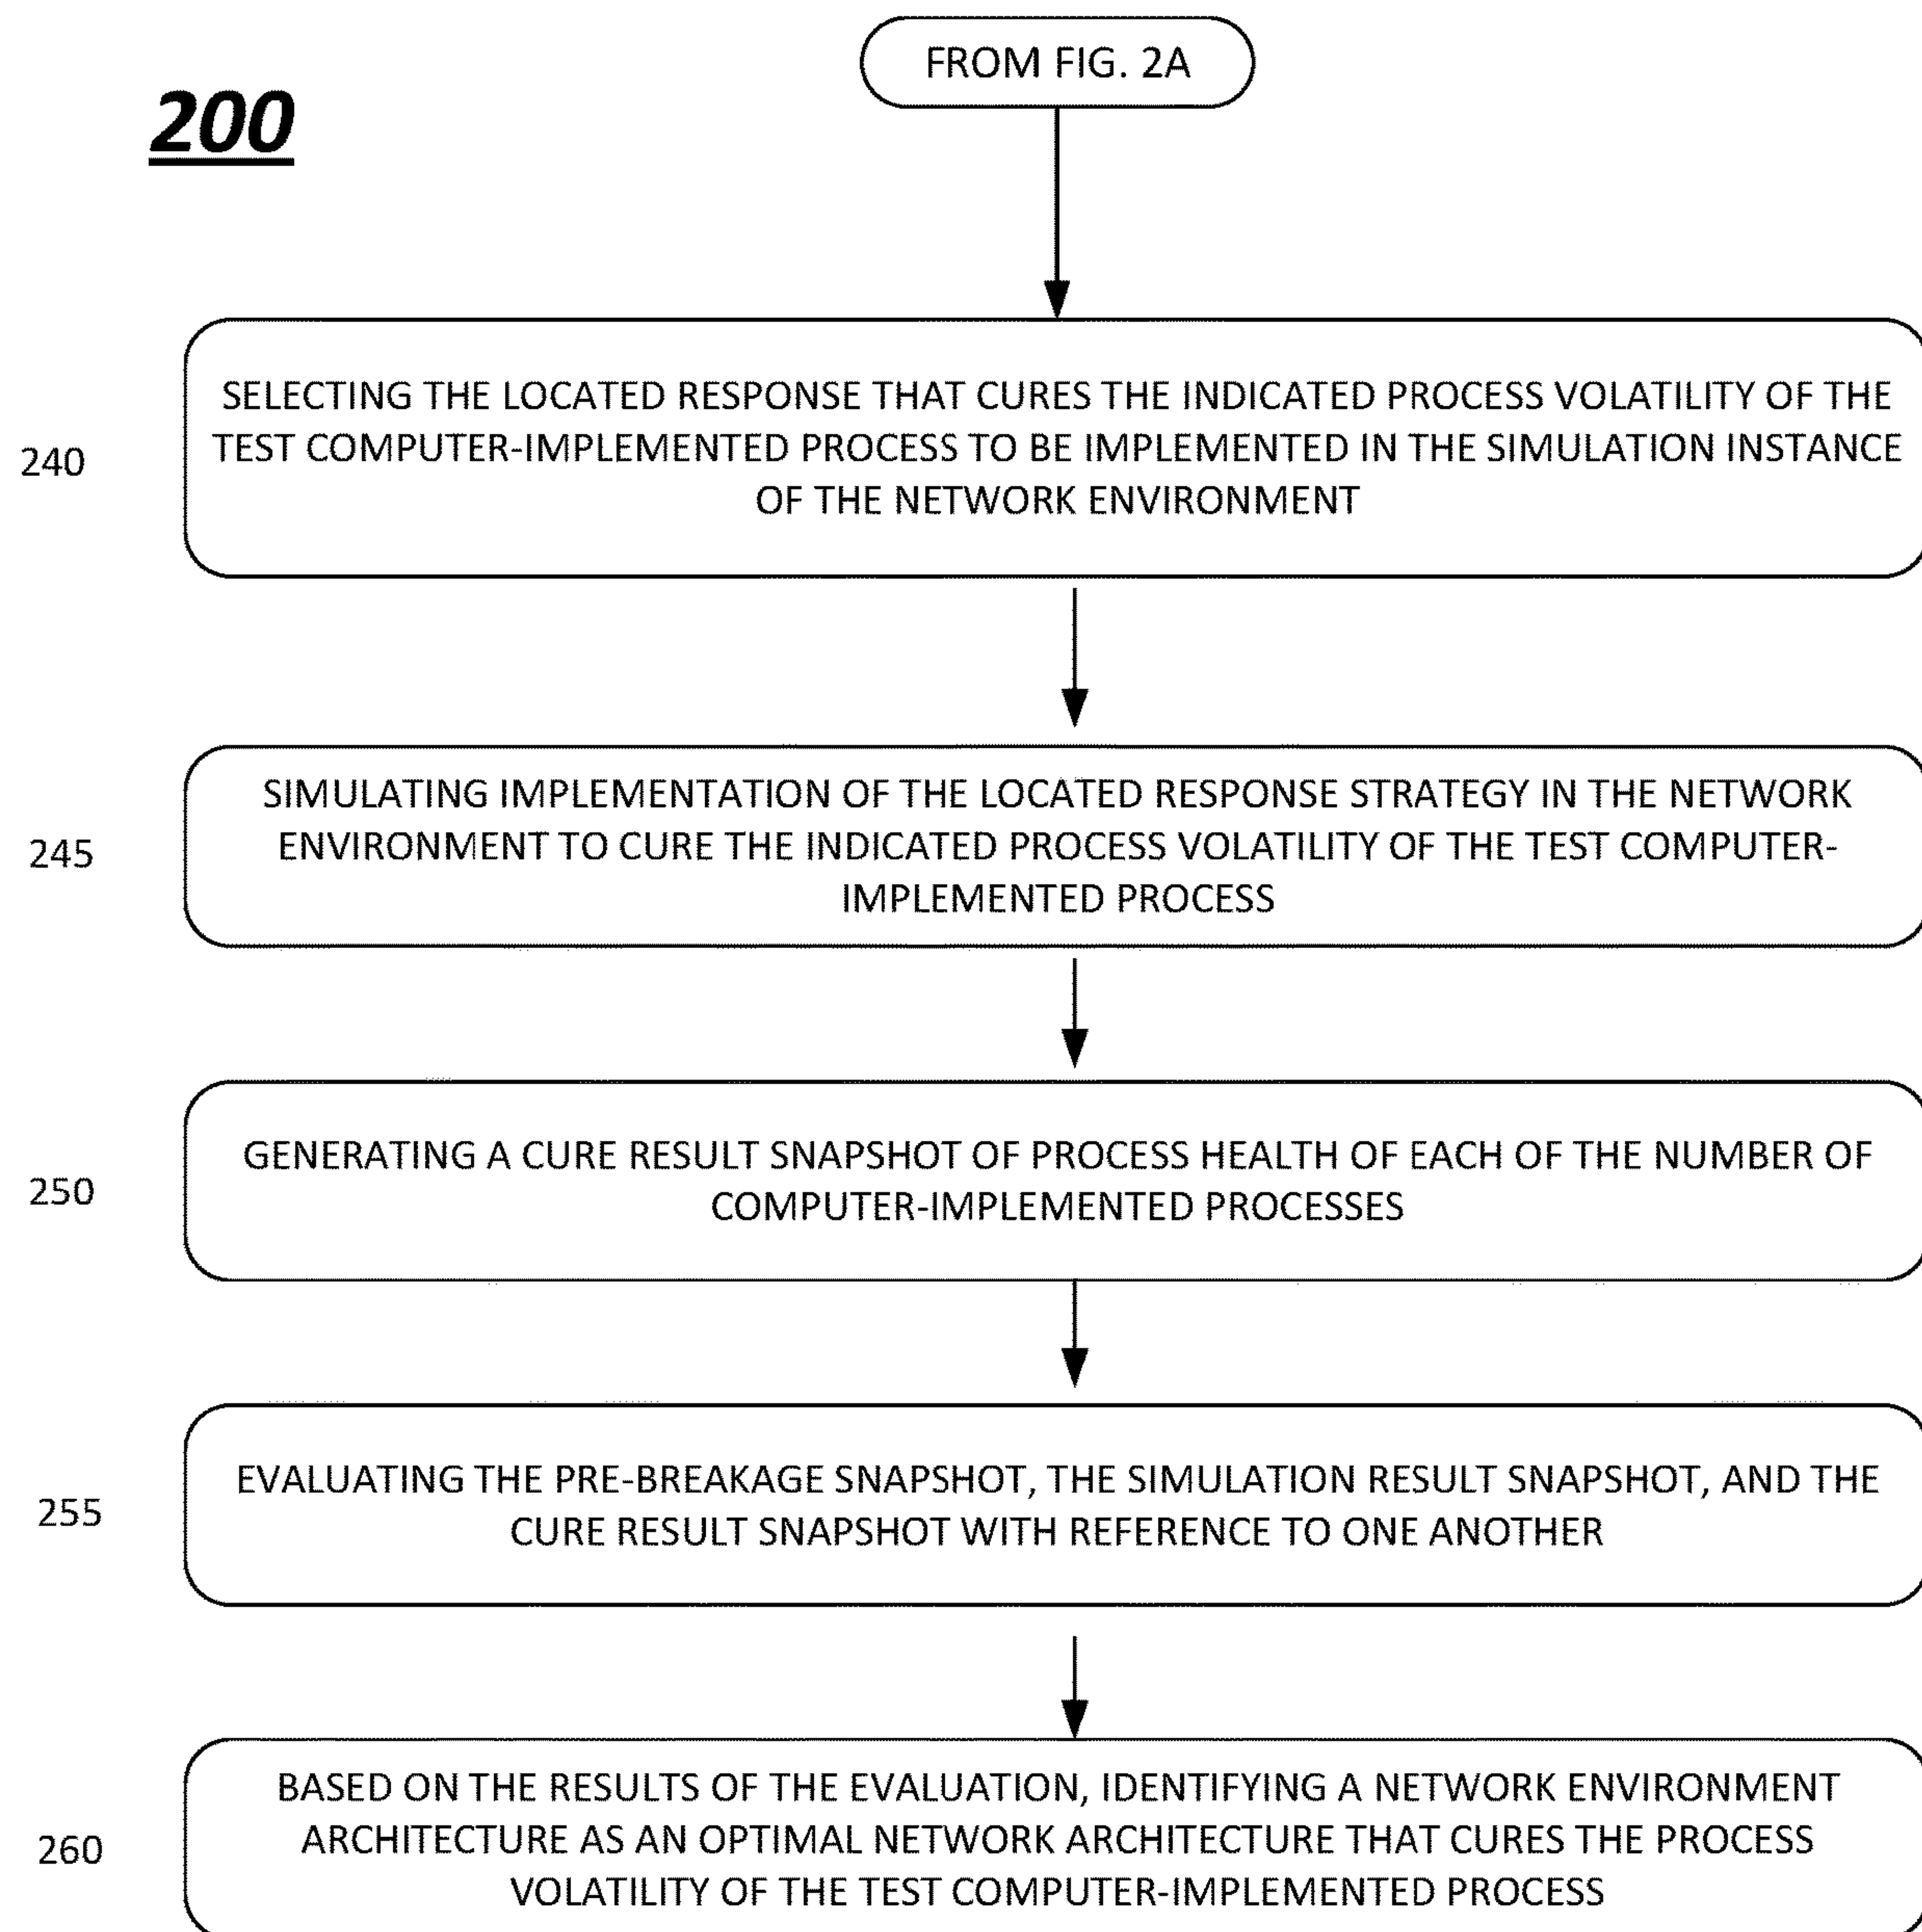 FROM FIG. 2A
200
240
SELECTING THE LOCATED RESPONSE THAT CURES THE INDICATED PROCESS VOLATILITY OF THE
TEST COMPUTER-IMPLEMENTED PROCESS TO BE IMPLEMENTED IN THE SIMULATION INSTANCE
OF THE NETWORK ENVIRONMENT
245
SIMULATING IMPLEMENTATION OF THE LOCATED RESPONSE STRATEGY IN THE NETWORK
ENVIRONMENT TO CURE THE INDICATED PROCESS VOLATILITY OF THE TEST COMPUTER-
IMPLEMENTED PROCESS
250
GENERATING A CURE RESULT SNAPSHOT OF PROCESS HEALTH OF EACH OF THE NUMBER OF
COMPUTER-IMPLEMENTED PROCESSES
255
EVALUATING THE PRE-BREAKAGE SNAPSHOT, THE SIMULATION RESULT SNAPSHOT, AND THE
CURE RESULT SNAPSHOT WITH REFERENCE TO ONE ANOTHER
260
BASED ON THE RESULTS OF THE EVALUATION, IDENTIFYING A NETWORK ENVIRONMENT
ARCHITECTURE AS AN OPTIMAL NETWORK ARCHITECTURE THAT CURES THE PROCESS
VOLATILITY OF THE TEST COMPUTER-IMPLEMENTED PROCESS